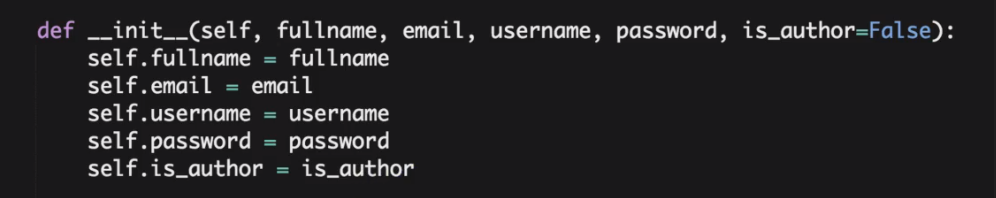 def __init__(self, fullname, email, username, password, is_author=False):
    self.fullname = fullname
    self.email = email
    self.username = username
    self.password = password
    self.is_author = is_author